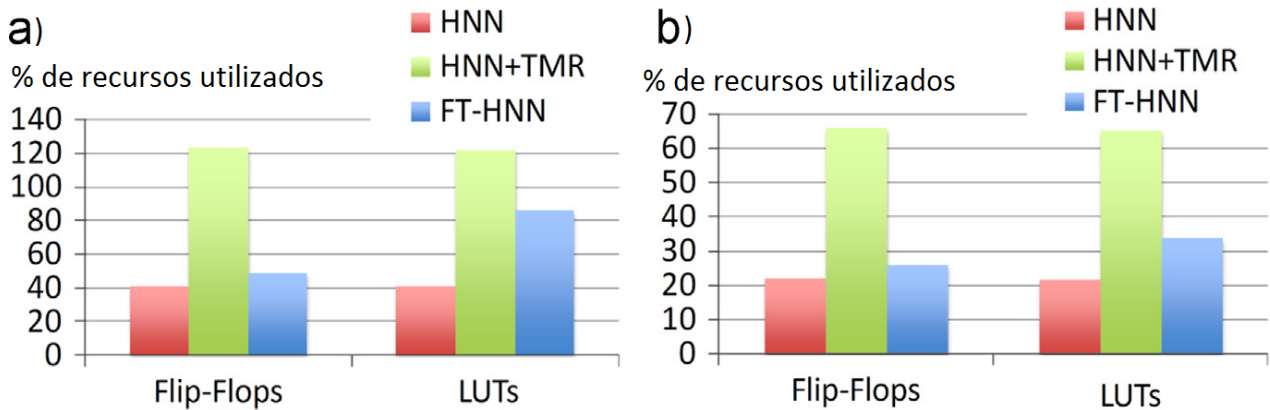 a)
HNN
HNN+TMR
FT-HNN
% de recursos utilizados
140
120
100
80
60
40
20
0
Flip-Flops
LUTs
b)
HNN
HNN+TMR
FT-HNN
% de recursos utilizados
70
60
50
40
30
20
10
0
Flip-Flops
LUTs